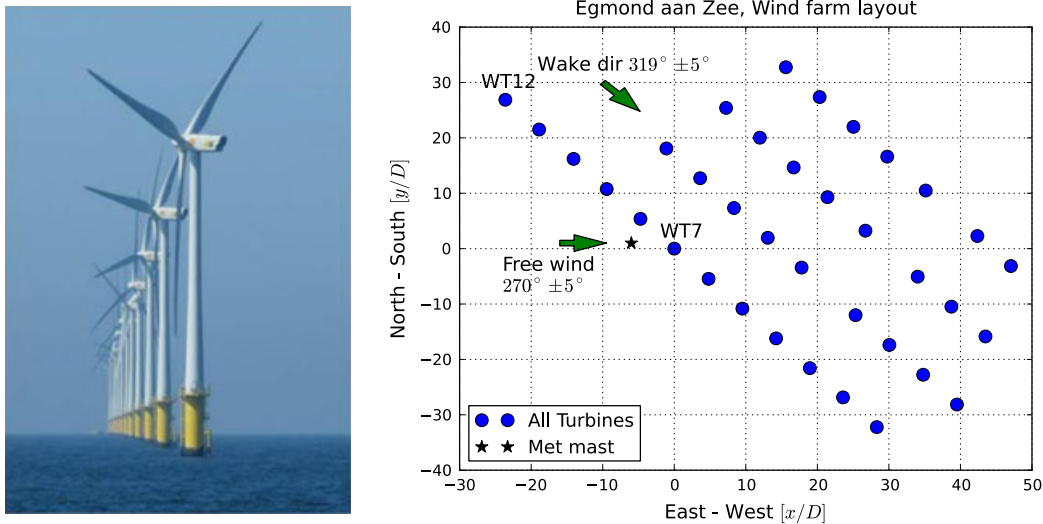 Egmond aan Zee, Wind farm layout
40
30
20
10
0
−10
−20
−30
−40
North - South [y/D]
Wake dir 319° ±5°
WT12
WT7
Free wind
270° ±5°
All Turbines
Met mast
−30
−20
−10
0
10
20
30
40
50
East - West [x/D]